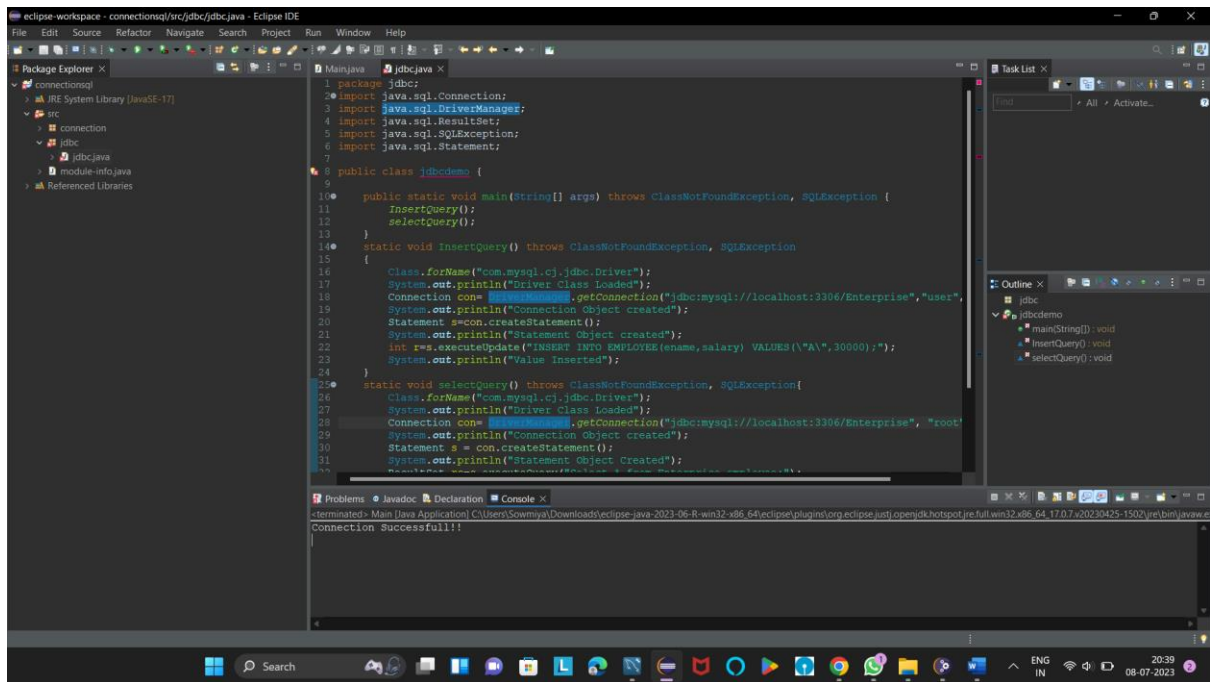 eclipse-workspace - connectionsql/src/jdbc/jdbc.java - Eclipse IDE
File Edit Source Refactor Navigate Search Project Run Window Help
Package Explorer
connectionsql
JRE System Library [JavaSE-17]
src
connection
jdbc
jdbc.java
module-info.java
Referenced Libraries
Main.java jdbc.java
1 package jdbc;
2 import java.sql.Connection;
3 import java.sql.DriverManager;
4 import java.sql.ResultSet;
5 import java.sql.SQLException;
6 import java.sql.Statement;
7
8 public class jdbcdemo {
9
10 public static void main(String[] args) throws ClassNotFoundException, SQLException {
11 InsertQuery();
12 selectQuery();
13 }
14 static void InsertQuery() throws ClassNotFoundException, SQLException
15 {
16 Class.forName("com.mysql.cj.jdbc.Driver");
17 System.out.println("Driver Class Loaded");
18 Connection con= DriverManager.getConnection("jdbc:mysql://localhost:3306/Enterprise","user",
19 System.out.println("Connection Object created");
20 Statement s=con.createStatement();
21 System.out.println("Statement Object created");
22 int r=s.executeUpdate("INSERT INTO EMPLOYEE(ename,salary) VALUES(\"A\",30000);");
23 System.out.println("Value Inserted");
24 }
25 static void selectQuery() throws ClassNotFoundException, SQLException{
26 Class.forName("com.mysql.cj.jdbc.Driver");
27 System.out.println("Driver Class Loaded");
28 Connection con= DriverManager.getConnection("jdbc:mysql://localhost:3306/Enterprise", "root"
29 System.out.println("Connection Object created");
30 Statement s = con.createStatement();
31 System.out.println("Statement Object Created");
Task List
Find All Activate...
Outline
jdbc
jdbcdemo
main(String[]) : void
InsertQuery() : void
selectQuery() : void
Problems Javadoc Declaration Console
<terminated> Main [Java Application] C:\Users\Sowmiya\Downloads\eclipse-java-2023-06-R-win32-x86_64\eclipse\plugins\org.eclipse.justj.openjdk.hotspot.jre.full.win32.x86_64_17.0.7.v20230425-1502\jre\bin\javaw.e
Connection Successfull!!
Search
ENG
IN
20:39
08-07-2023